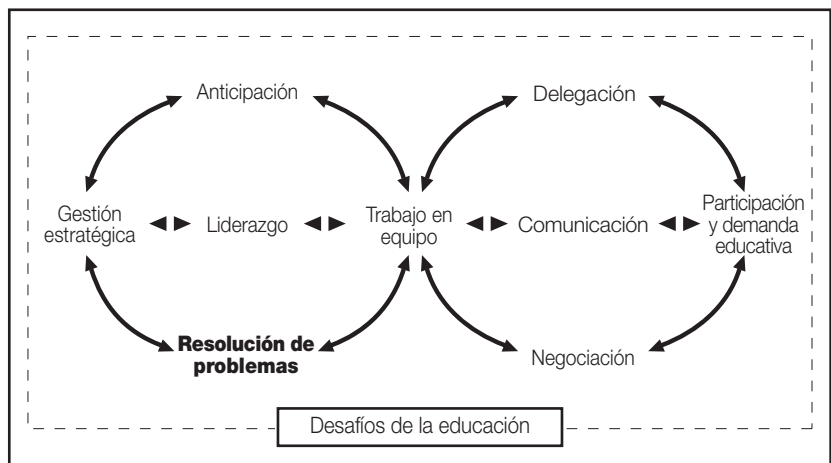 Anticipación
Delegación
Gestión
estratégica
Liderazgo
Trabajo en
equipo
Comunicación
Participación
y demanda
educativa
Resolución de
problemas
Negociación
Desafíos de la educación